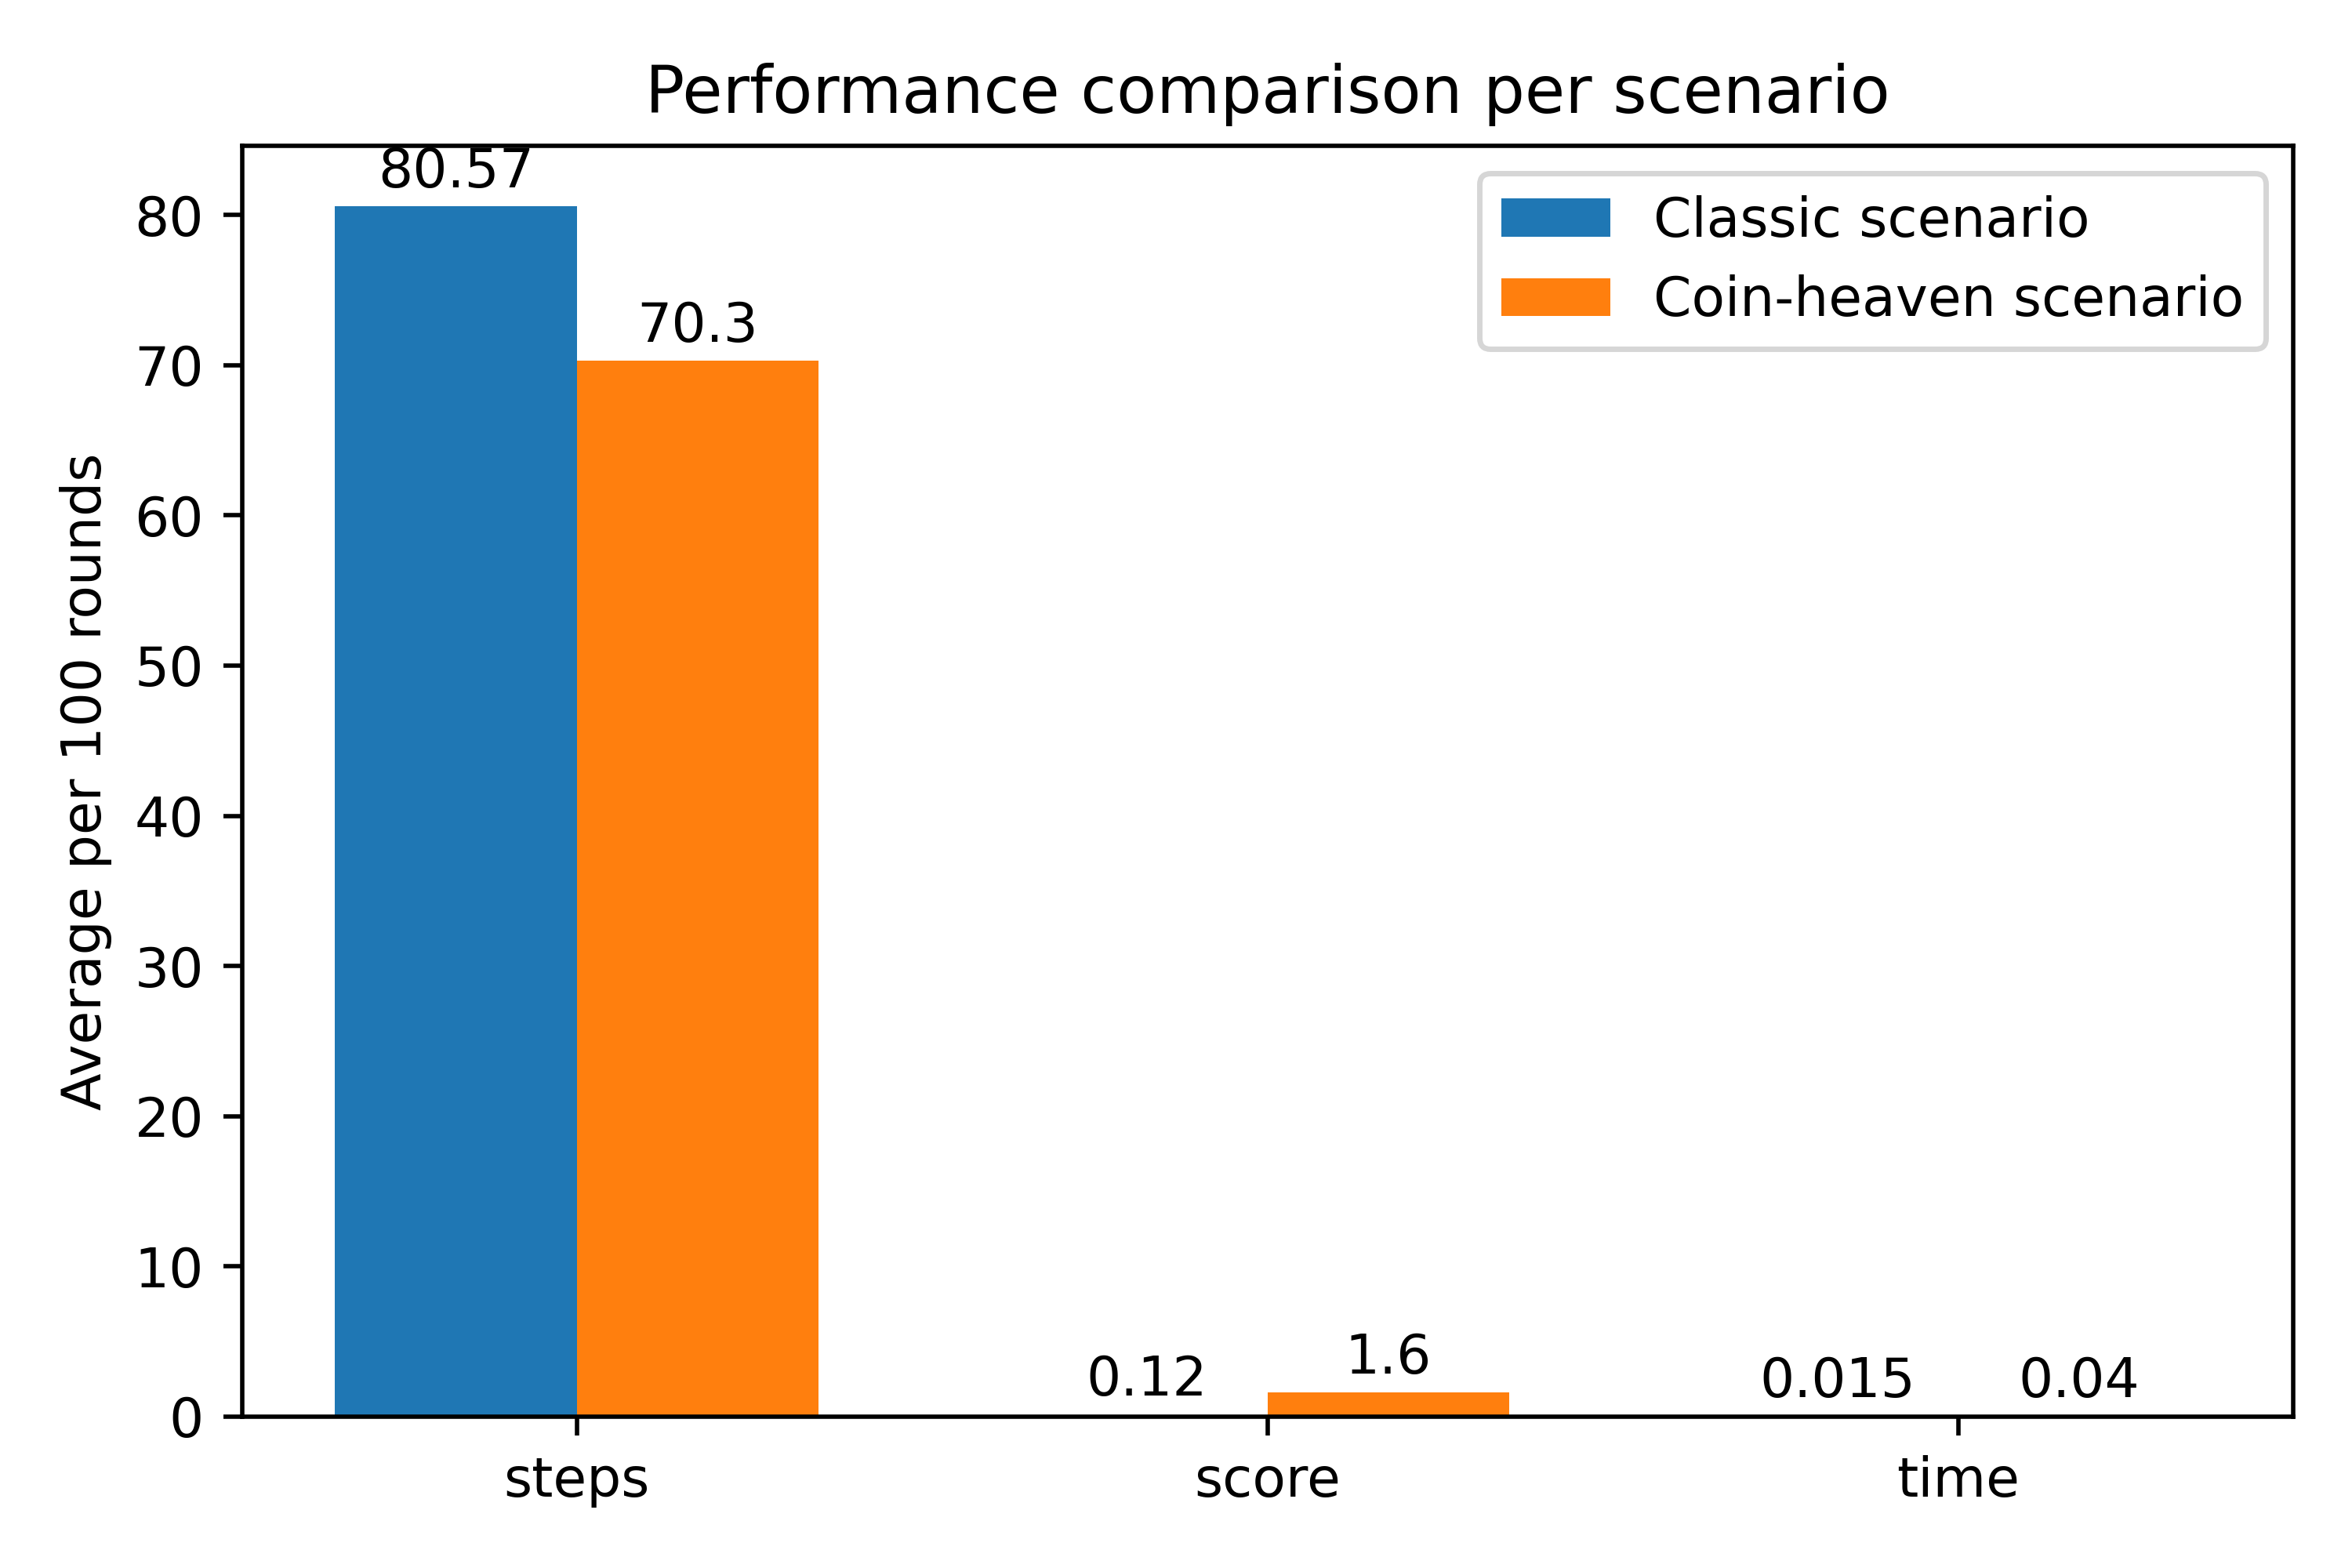 Performance comparison per scenario
80.57
70.3
Classic scenario
Coin-heaven scenario
Average per 100 rounds
80
70
60
50
40
30
20
10
0
0.12
1.6
0.015
0.04
steps
score
time